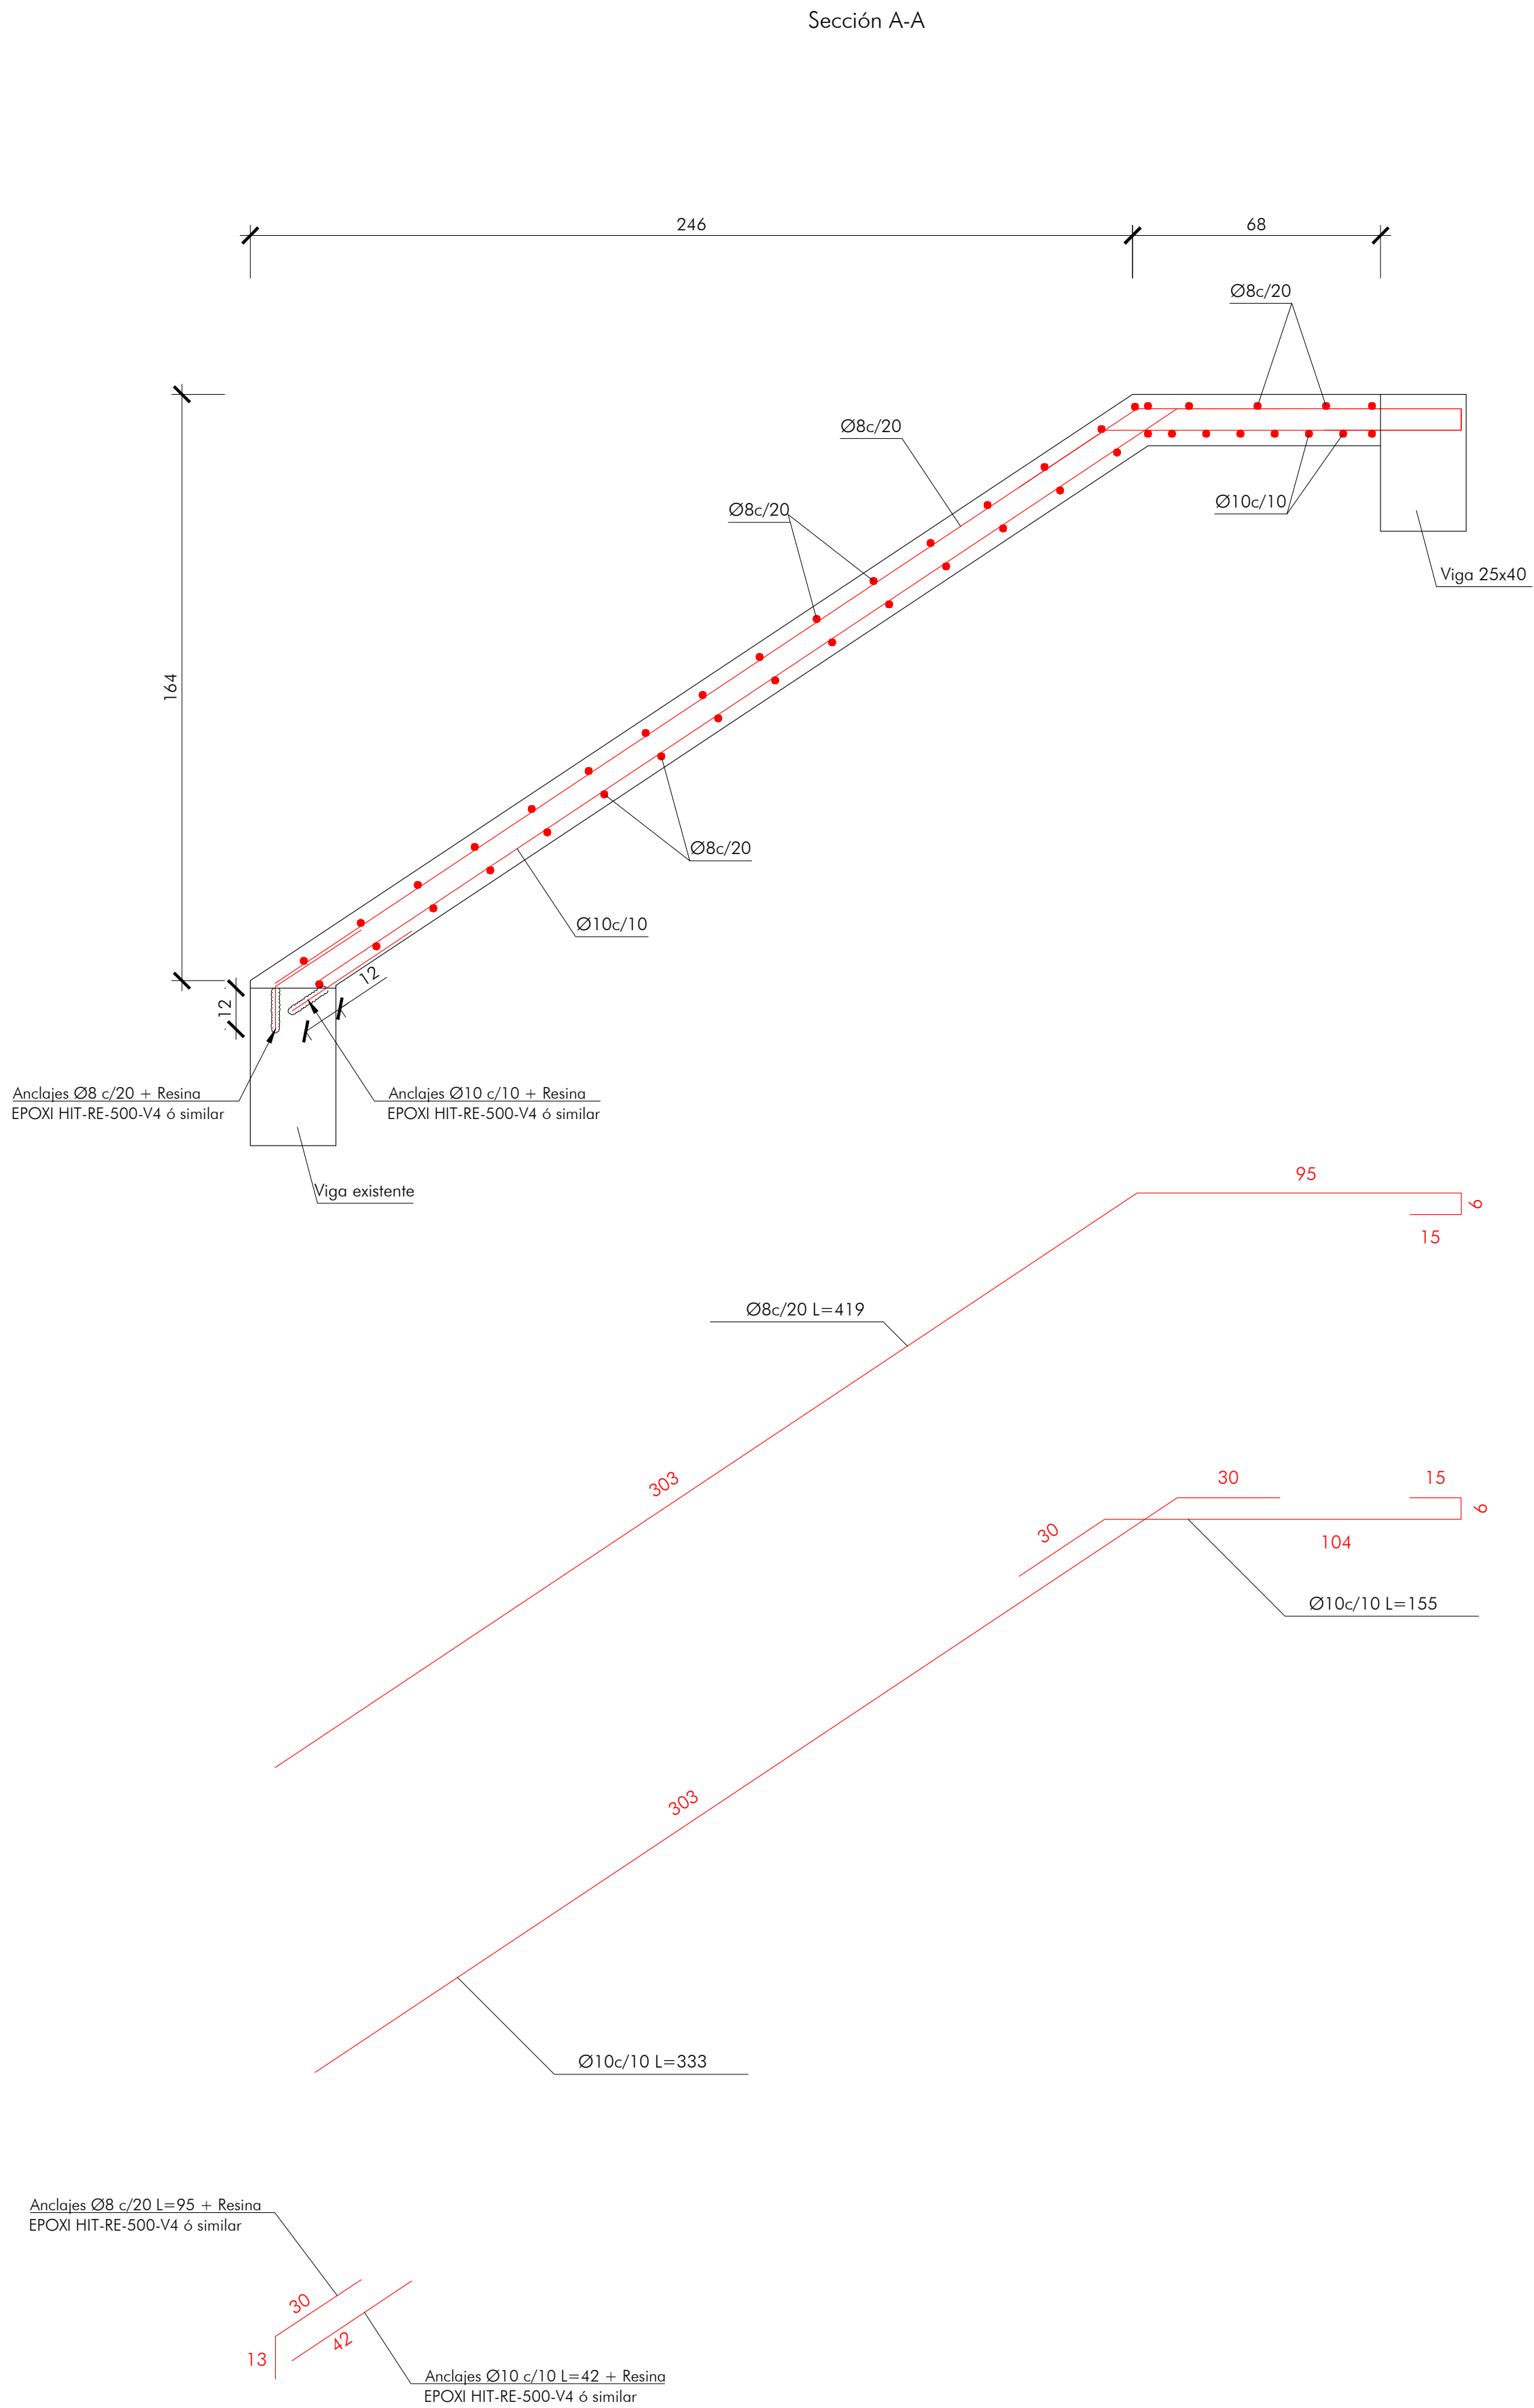 Sección A-A
246
68
Ø8c/20
Ø8c/20
Ø8c/20
Ø10c/10
Viga 25x40
164
Ø8c/20
Ø10c/10
12
12
Anclajes Ø8 c/20 + Resina
EPOXI HIT-RE-500-V4 ó similar
Anclajes Ø10 c/10 + Resina
EPOXI HIT-RE-500-V4 ó similar
Viga existente
95
6
15
Ø8c/20 L=419
303
30
15
6
30
104
Ø10c/10 L=155
303
Ø10c/10 L=333
Anclajes Ø8 c/20 L=95 + Resina
EPOXI HIT-RE-500-V4 ó similar
30
42
13
Anclajes Ø10 c/10 L=42 + Resina
EPOXI HIT-RE-500-V4 ó similar